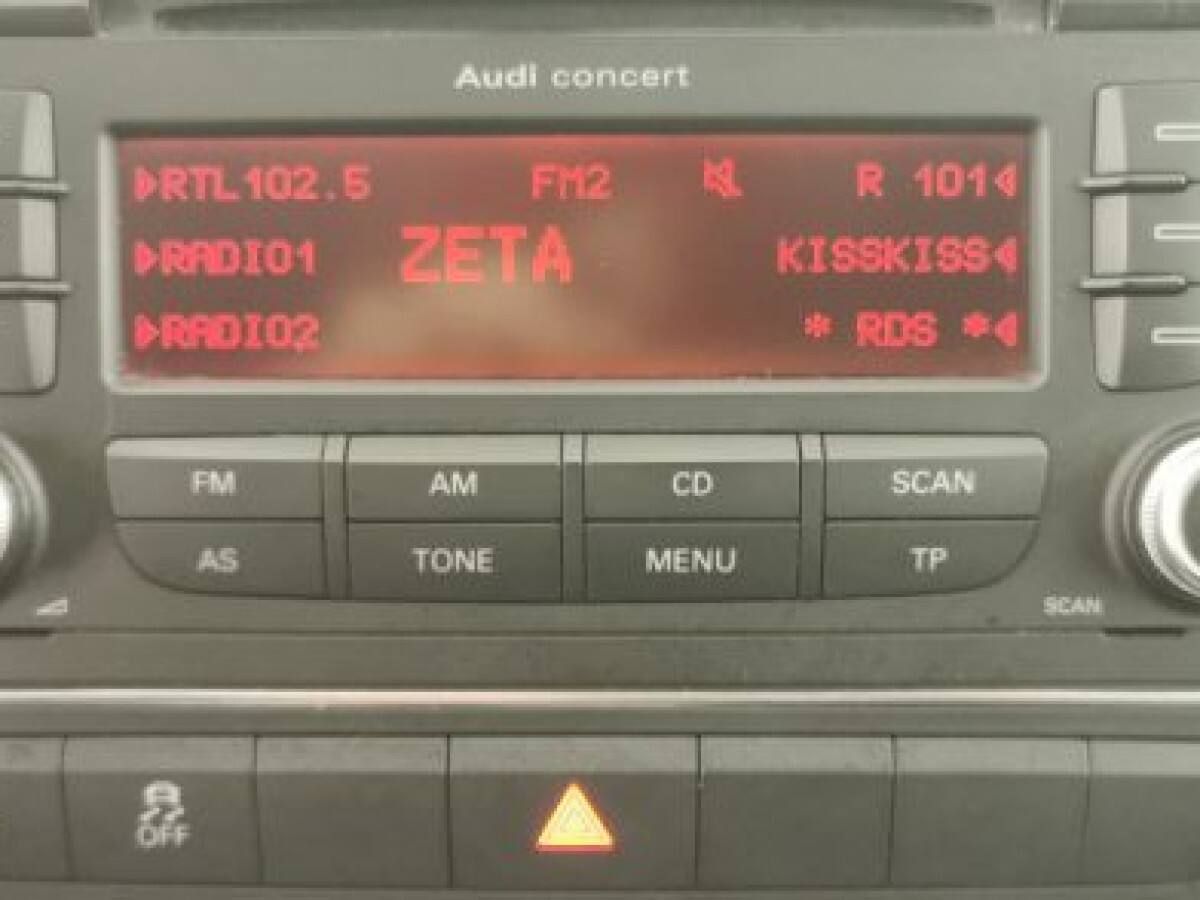 Audi concert
RTL102.5 FM2 R 101
RADIO1 ZETA KISSKISS
RADIO2 * RDS *
FM AM CD SCAN
AS TONE MENU TP
SCAN
OFF